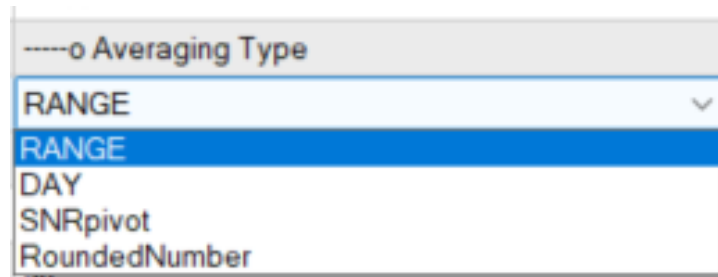 -----o Averaging Type
RANGE
RANGE
DAY
SNRpivot
RoundedNumber